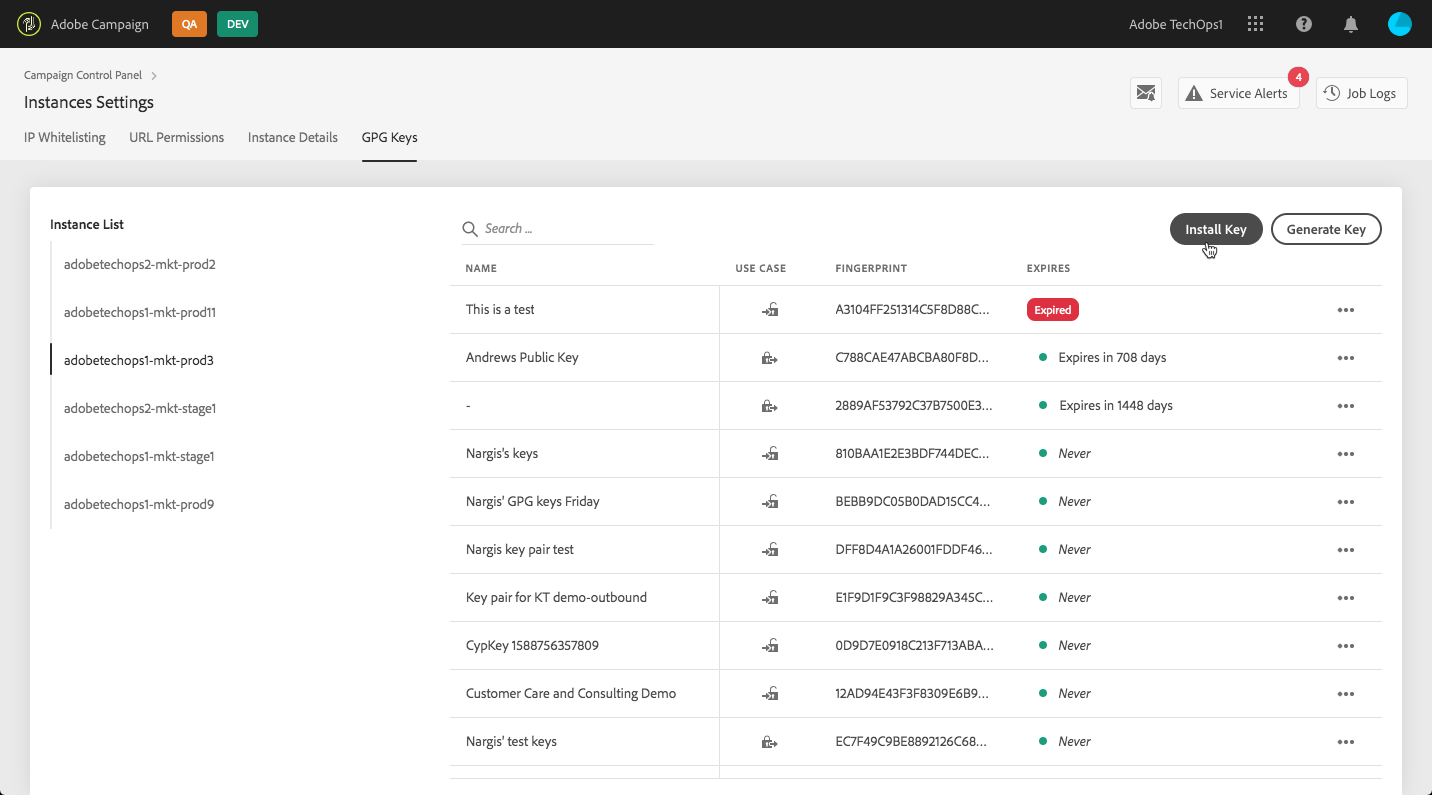 Adobe Campaign QA DEV Adobe TechOps1
Campaign Control Panel
Instances Settings
4
Service Alerts Job Logs
IP Whitelisting URL Permissions Instance Details GPG Keys
Instance List
adobetechops2-mkt-prod2
adobetechops1-mkt-prod11
adobetechops1-mkt-prod3
adobetechops2-mkt-stage1
adobetechops1-mkt-stage1
adobetechops1-mkt-prod9
Search ...
Install Key Generate Key
NAME USE CASE FINGERPRINT EXPIRES
This is a test A3104FF251314C5F8D88C... Expired
Andrews Public Key C788CAE47ABCBA80F8D... Expires in 708 days
- 2889AF53792C37B7500E3... Expires in 1448 days
Nargis's keys 810BAA1E2E3BDF744DEC... Never
Nargis' GPG keys Friday BEBB9DC05B0DAD15CC4... Never
Nargis key pair test DFF8D4A1A26001FDDF46... Never
Key pair for KT demo-outbound E1F9D1F9C3F98829A345C... Never
CypKey 1588756357809 0D9D7E0918C213F713ABA... Never
Customer Care and Consulting Demo 12AD94E43F3F8309E6B9... Never
Nargis' test keys EC7F49C9BE8892126C68... Never